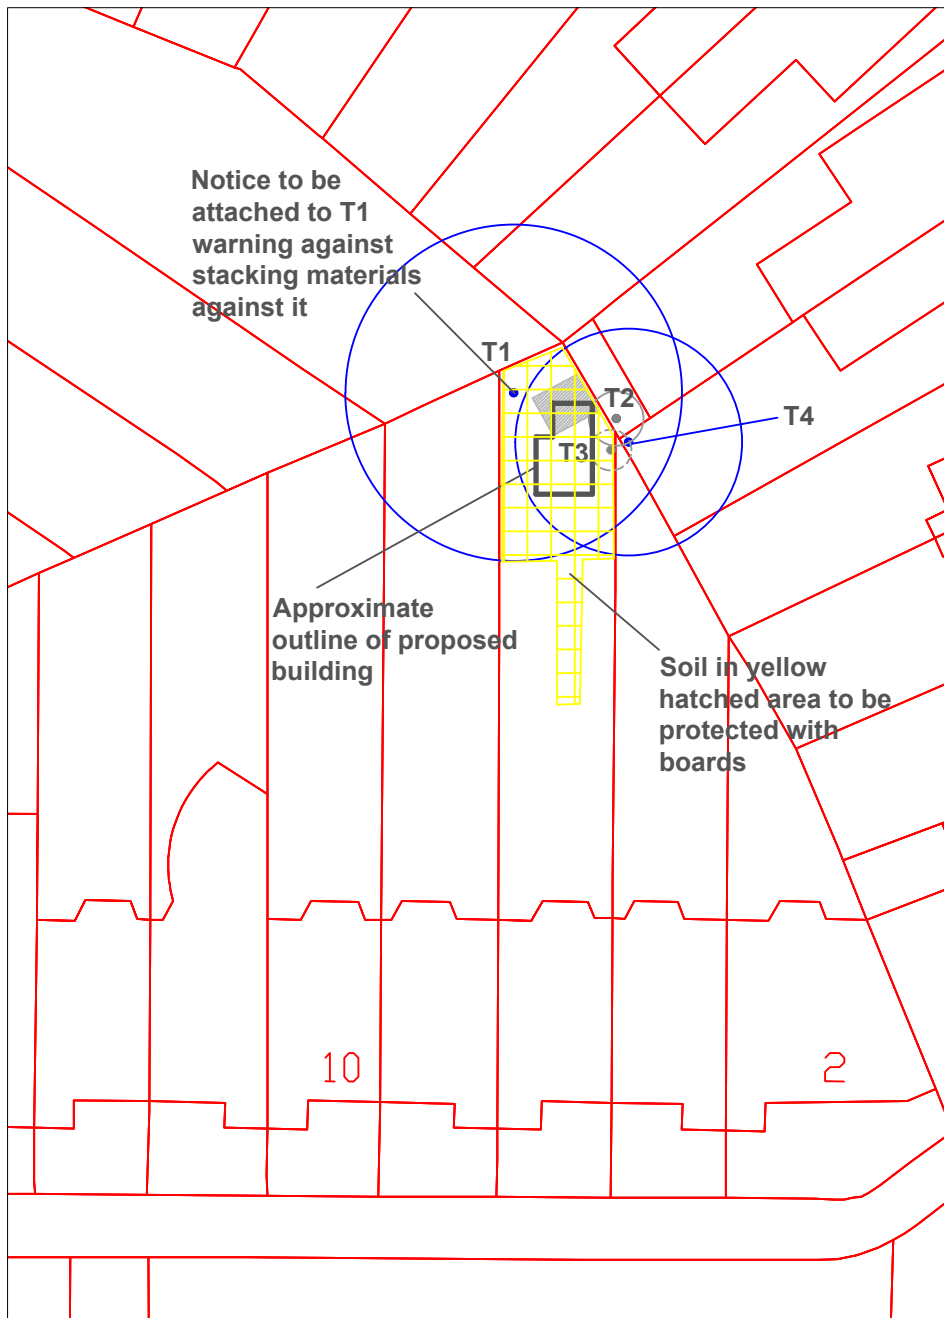 Notice to be
attached to T1
warning against
stacking materials
against it
T1
T2
T4
T3
Approximate
outline of proposed
building
Soil in yellow
hatched area to be
protected with
boards
10
2